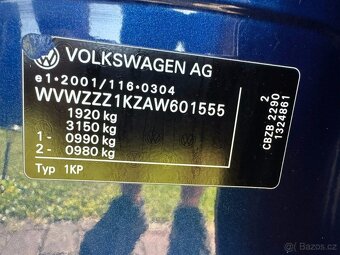 VOLKSWAGEN AG
e1*2001/116*0304
WVWZZZ1KZAW601555
1920 kg
3150 kg
1- 0990 kg
2- 0980 kg
Typ 1KP
2
CBZB 2290
1324861
Bazoš.cz